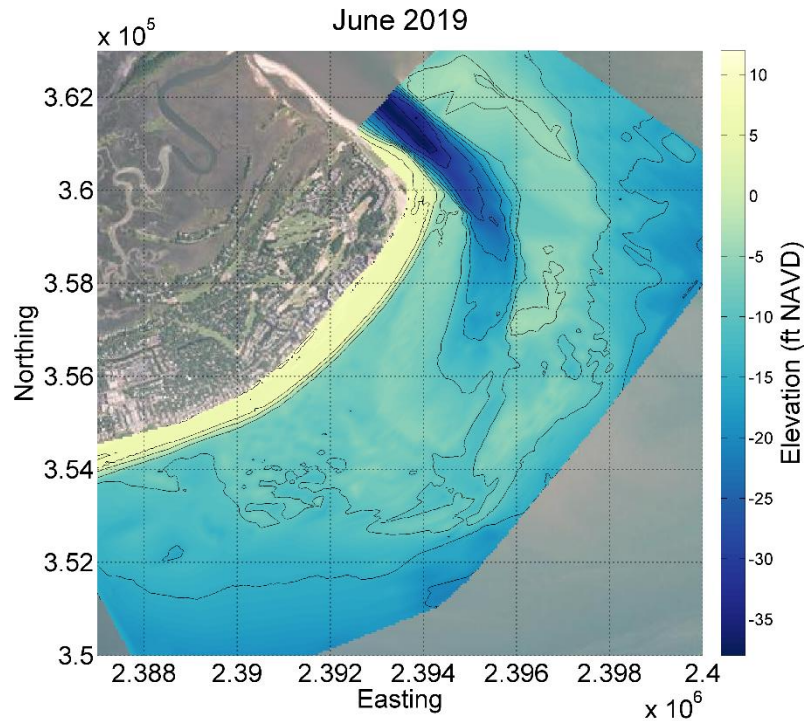 June 2019
x 10^5
3.62
3.6
3.58
3.56
3.54
3.52
3.5
Northing
2.388 2.39 2.392 2.394 2.396 2.398 2.4
Easting
x 10^6
10
5
0
-5
-10
-15
-20
-25
-30
-35
Elevation (ft NAVD)